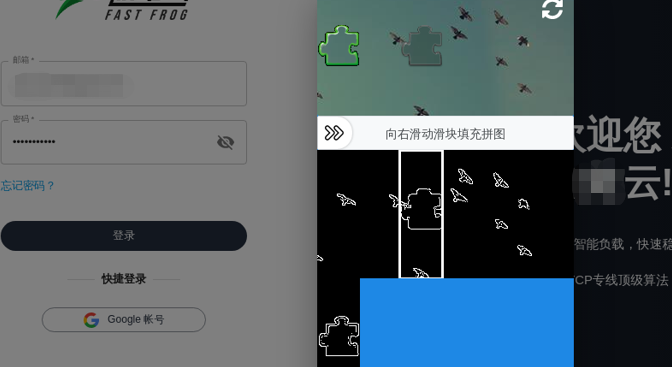 FAST FROG
邮箱 *
密码 *
•••••••••••
忘记密码？
登录
快捷登录
Google 帐号
向右滑动滑块填充拼图
欢迎您
云!
智能负载，快速稳
TCP专线顶级算法